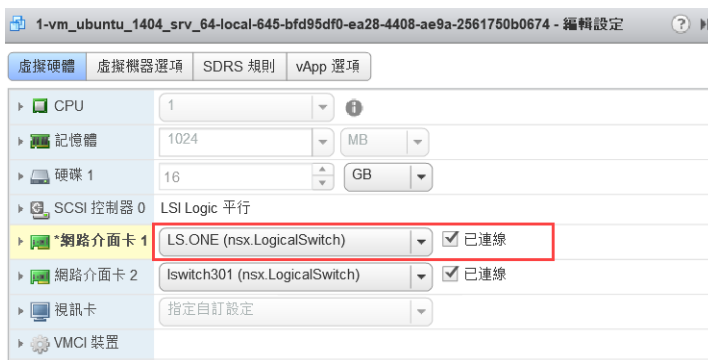 1-vm_ubuntu_1404_srv_64-local-645-bfd95df0-ea28-4408-ae9a-2561750b0674 - 編輯設定 ?
虛擬硬體 虛擬機器選項 SDRS 規則 vApp 選項
CPU 1
記憶體 1024 MB
硬碟 1 16 GB
SCSI 控制器 0 LSI Logic 平行
*網路介面卡 1 LS.ONE (nsx.LogicalSwitch) 已連線
網路介面卡 2 lswitch301 (nsx.LogicalSwitch) 已連線
視訊卡 指定自訂設定
VMCI 裝置